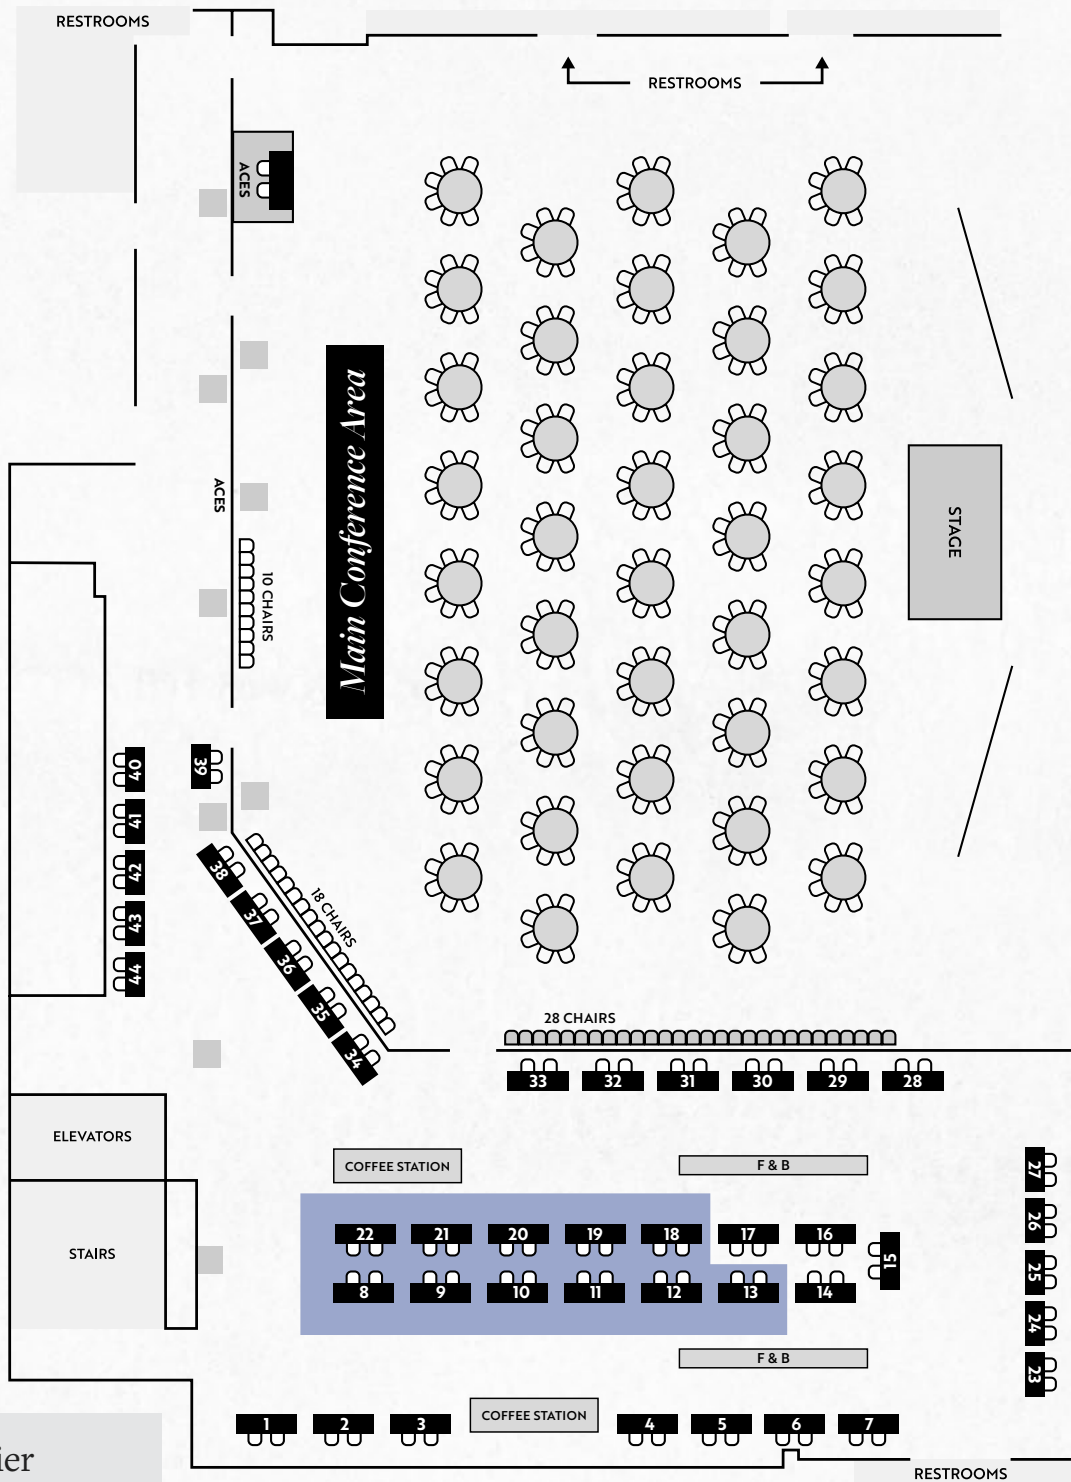 RESTROOMS
RESTROOMS
ACES
ACES
Main Conference Area
STAGE
10 CHAIRS
39
40
41
42
43
44
38
37
36
35
34
18 CHAIRS
28 CHAIRS
33
32
31
30
29
28
ELEVATORS
STAIRS
COFFEE STATION
F & B
22
21
20
19
18
17
16
15
8
9
10
11
12
13
14
27
26
25
24
23
F & B
COFFEE STATION
1
2
3
4
5
6
7
ier
RESTROOMS